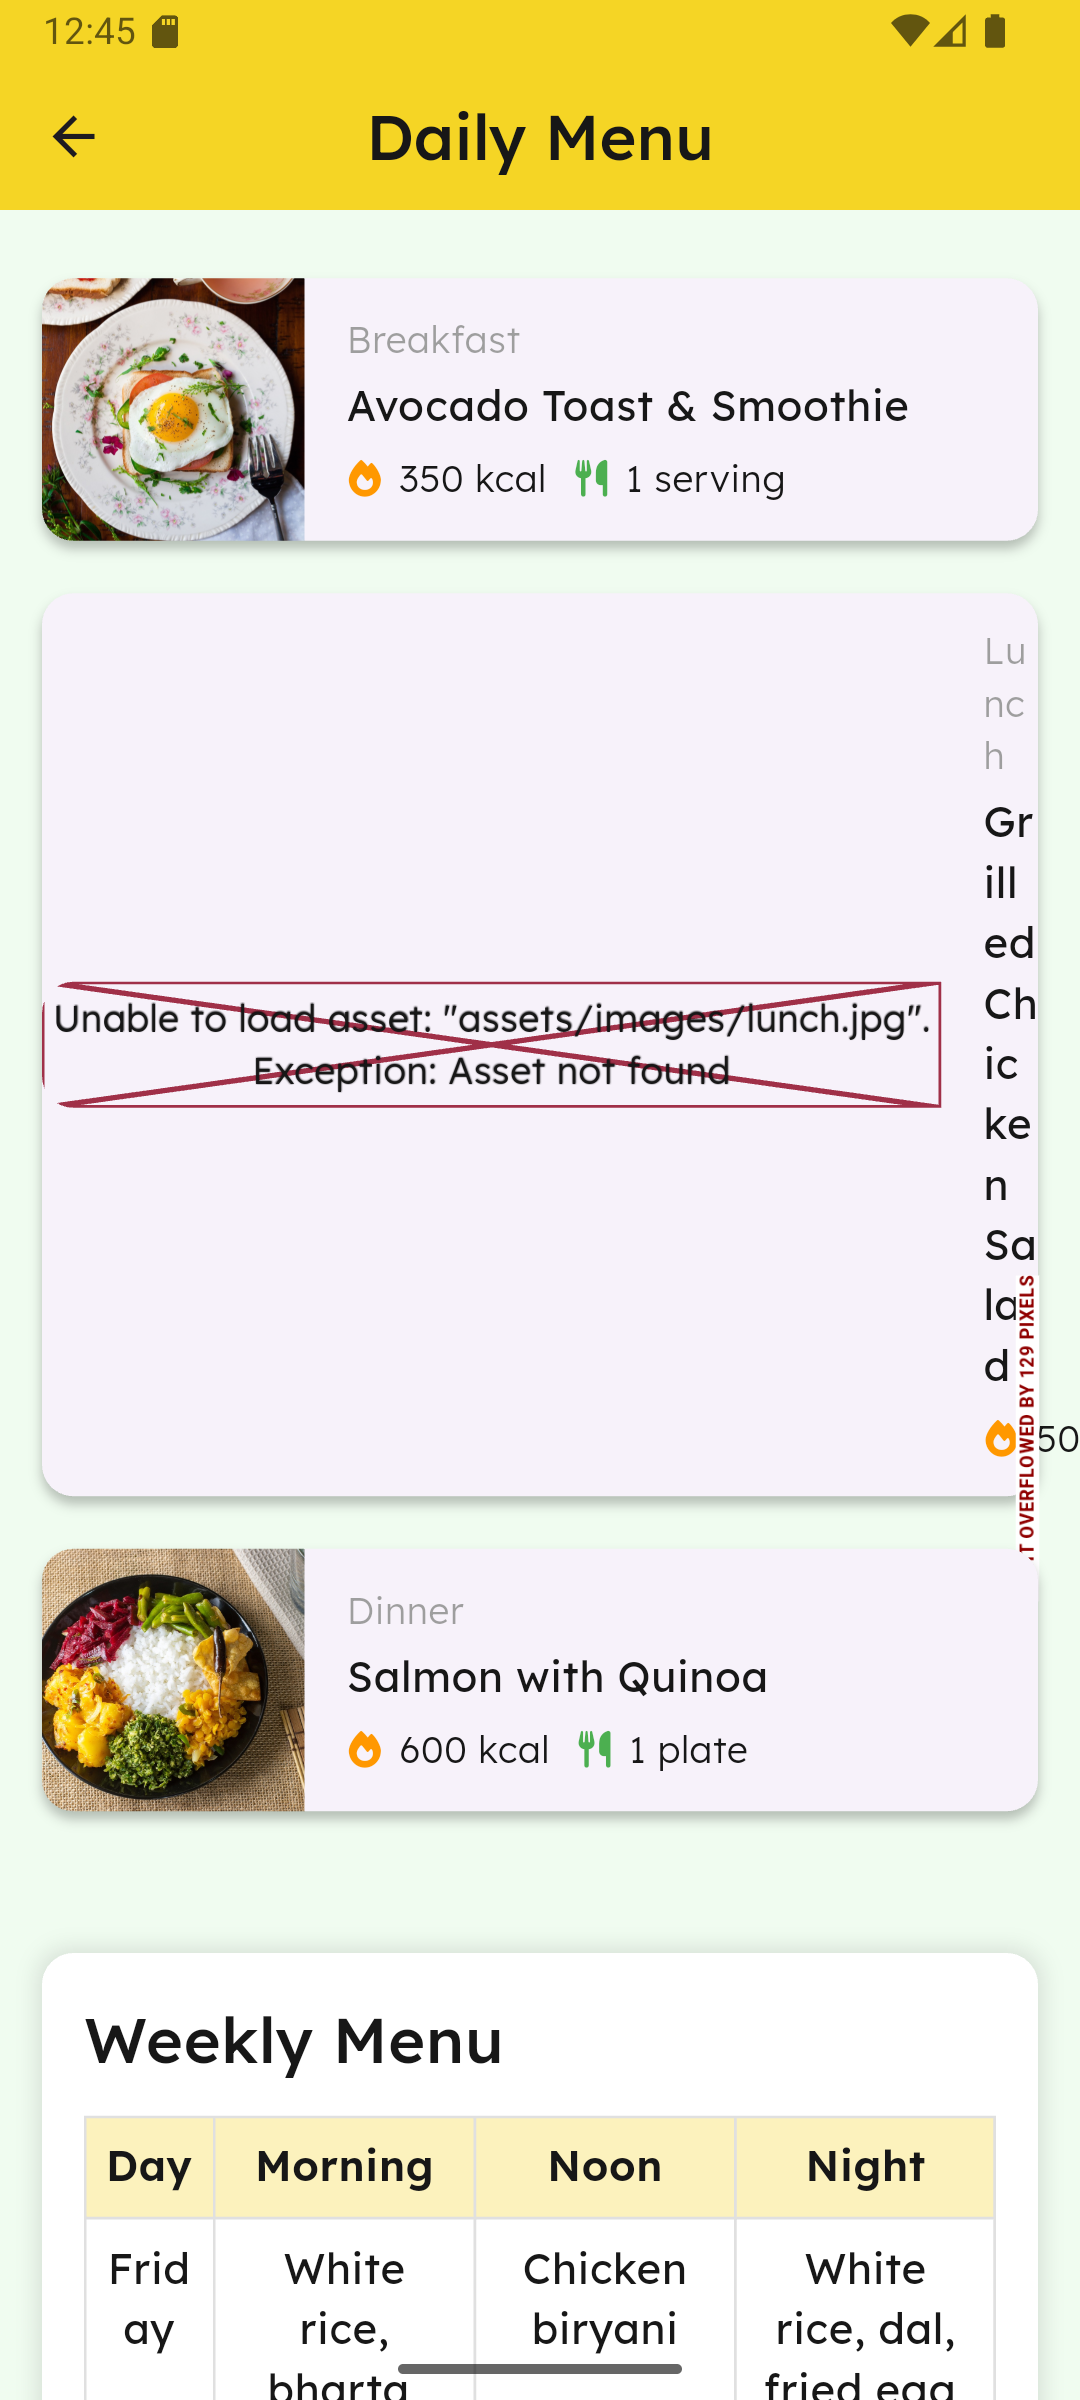 12:45
Daily Menu
Breakfast
Avocado Toast & Smoothie
350 kcal 1 serving
Unable to load asset: "assets/images/lunch.jpg".
Exception: Asset not found
Lu
nc
h
Gr
ill
ed
Ch
ic
ke
n
Sa
la
d
50
T OVERFLOWED BY 129 PIXELS
Dinner
Salmon with Quinoa
600 kcal 1 plate
Weekly Menu
Day Morning Noon Night
Frid White Chicken White
ay rice, biryani rice, dal,
bharta fried egg